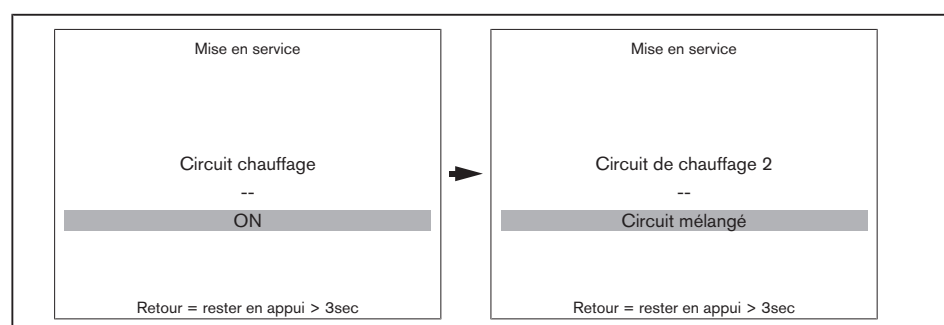 Mise en service
Circuit chauffage
--
ON
Retour = rester en appui > 3sec
Mise en service
Circuit de chauffage 2
--
Circuit mélangé
Retour = rester en appui > 3sec